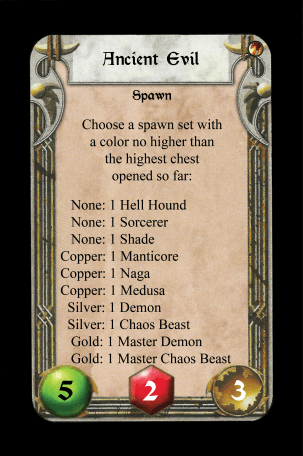 Ancient Evil
Spawn
Choose a spawn set with
a color no higher than
the highest chest
opened so far:
None: 1 Hell Hound
None: 1 Sorcerer
None: 1 Shade
Copper: 1 Manticore
Copper: 1 Naga
Copper: 1 Medusa
Silver: 1 Demon
Silver: 1 Chaos Beast
Gold: 1 Master Demon
Gold: 1 Master Chaos Beast
5 2 3